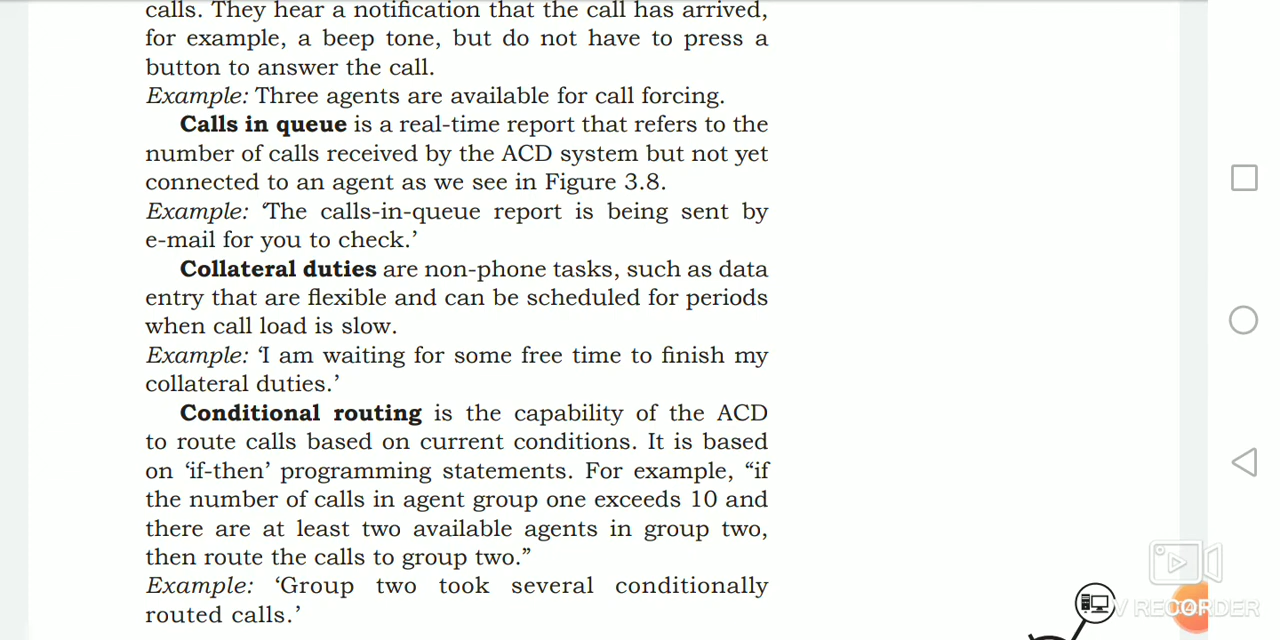 calls. They hear a notification that the call has arrived,
for example, a beep tone, but do not have to press a
button to answer the call.
Example: Three agents are available for call forcing.
Calls in queue is a real-time report that refers to the
number of calls received by the ACD system but not yet
connected to an agent as we see in Figure 3.8.
Example: ‘The calls-in-queue report is being sent by
e-mail for you to check.’
Collateral duties are non-phone tasks, such as data
entry that are flexible and can be scheduled for periods
when call load is slow.
Example: ‘I am waiting for some free time to finish my
collateral duties.’
Conditional routing is the capability of the ACD
to route calls based on current conditions. It is based
on ‘if-then’ programming statements. For example, “if
the number of calls in agent group one exceeds 10 and
there are at least two available agents in group two,
then route the calls to group two.”
Example: ‘Group two took several conditionally
routed calls.’
V RECORDER